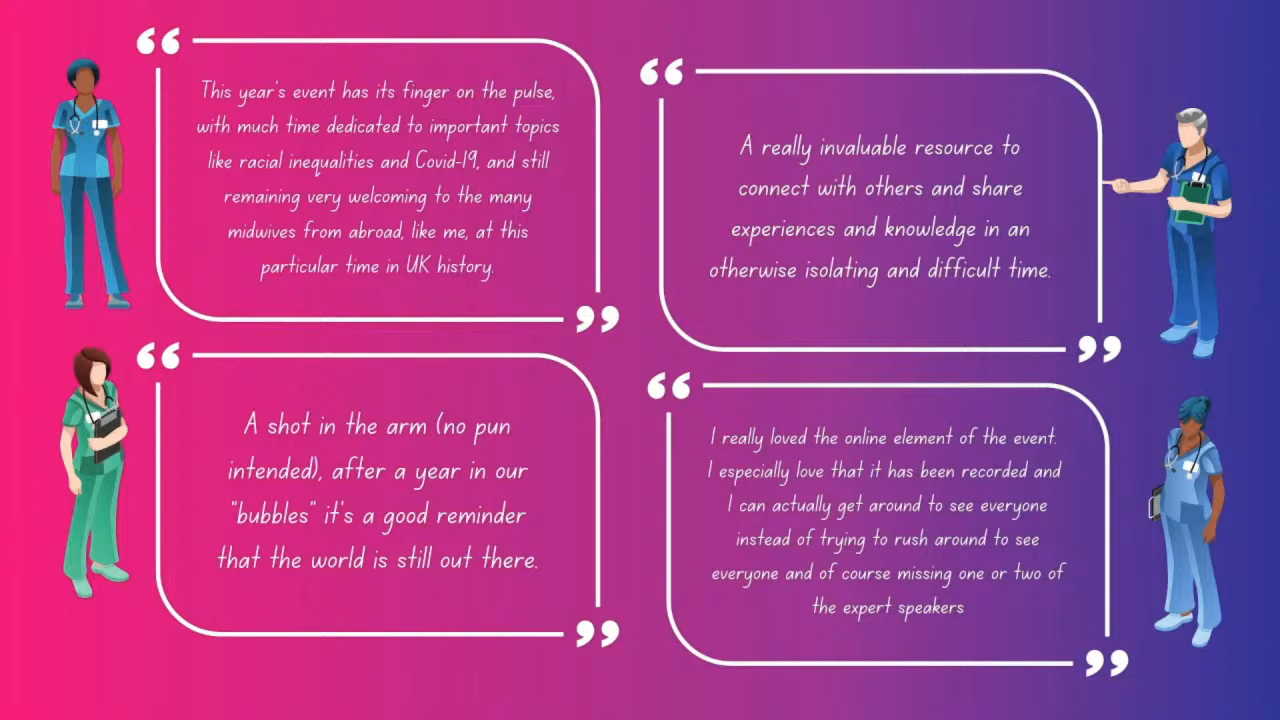 This year's event has its finger on the pulse,
with much time dedicated to important topics
like racial inequalities and Covid-19, and still
remaining very welcoming to the many
midwives from abroad, like me, at this
particular time in UK history.
A really invaluable resource to
connect with others and share
experiences and knowledge in an
otherwise isolating and difficult time.
A shot in the arm (no pun
intended), after a year in our
"bubbles" it's a good reminder
that the world is still out there.
I really loved the online element of the event.
I especially love that it has been recorded and
I can actually get around to see everyone
instead of trying to rush around to see
everyone and of course missing one or two of
the expert speakers